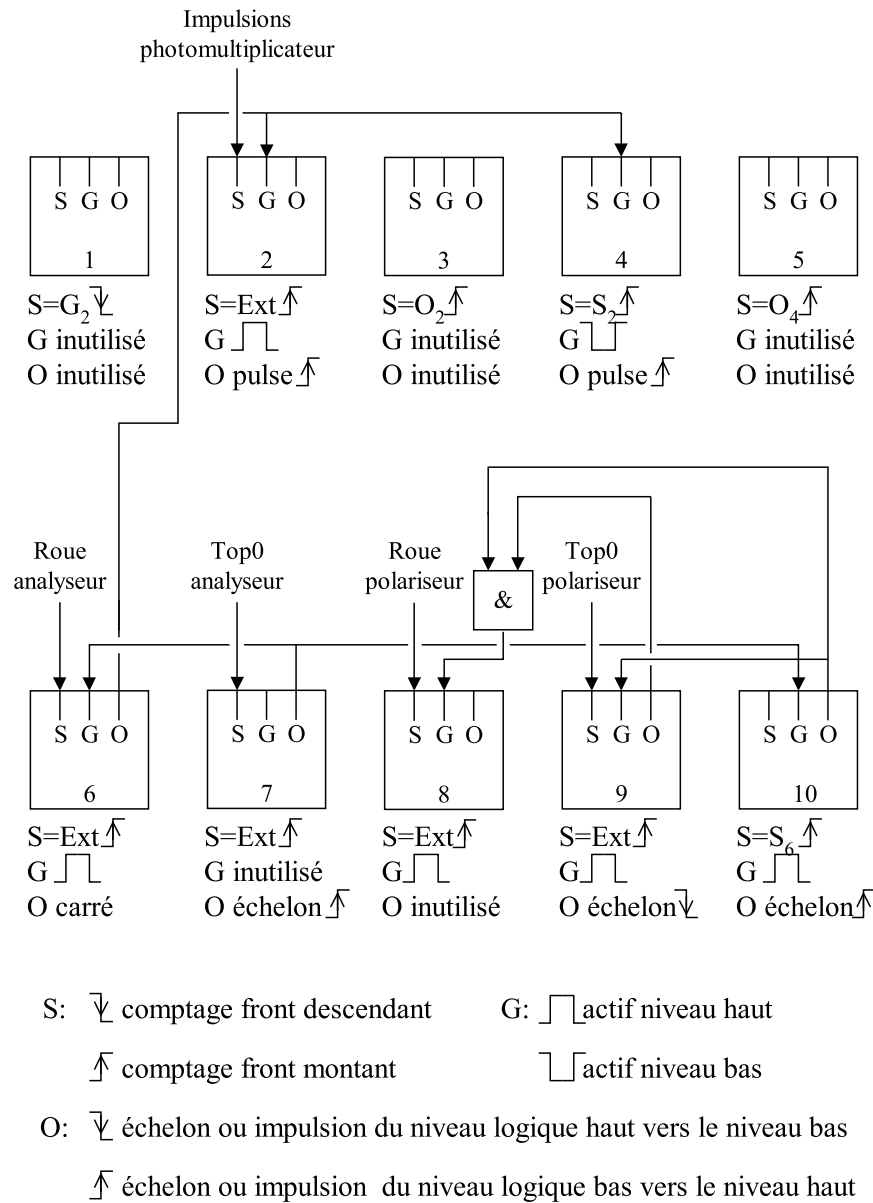 Impulsions
photomultiplicateur
S G O
1
S G O
2
S G O
3
S G O
4
S G O
5
S=G2
G inutilisé
O inutilisé
S=Ext
G
O pulse
S=O2
G inutilisé
O inutilisé
S=S2
G
O pulse
S=O4
G inutilisé
O inutilisé
Roue
analyseur
Top0
analyseur
Roue
polariseur
Top0
polariseur
&
S G O
6
S G O
7
S G O
8
S G O
9
S G O
10
S=Ext
G
O carré
S=Ext
G inutilisé
O échelon
S=Ext
G
O inutilisé
S=Ext
G
O échelon
S=S6
G
O échelon
S: comptage front descendant
comptage front montant
G: actif niveau haut
actif niveau bas
O: échelon ou impulsion du niveau logique haut vers le niveau bas
échelon ou impulsion du niveau logique bas vers le niveau haut